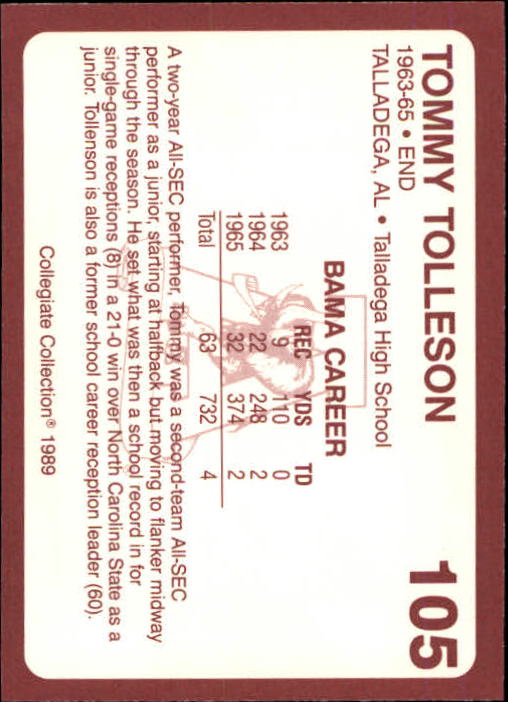 TOMMY TOLLESON 105
1963-65 • END
TALLADEGA, AL • Talladega High School
BAMA CAREER
REC YDS TD
1963 9 110 0
1964 22 248 2
1965 32 374 2
Total 63 732 4
A two-year All-SEC performer, Tommy was a second-team All-SEC
performer as a junior, starting at halfback but moving to flanker midway
through the season. He set what was then a school record in for
single-game receptions (8) in a 21-0 win over North Carolina State as a
junior. Tollenson is also a former school career reception leader (60).
Collegiate Collection® 1989